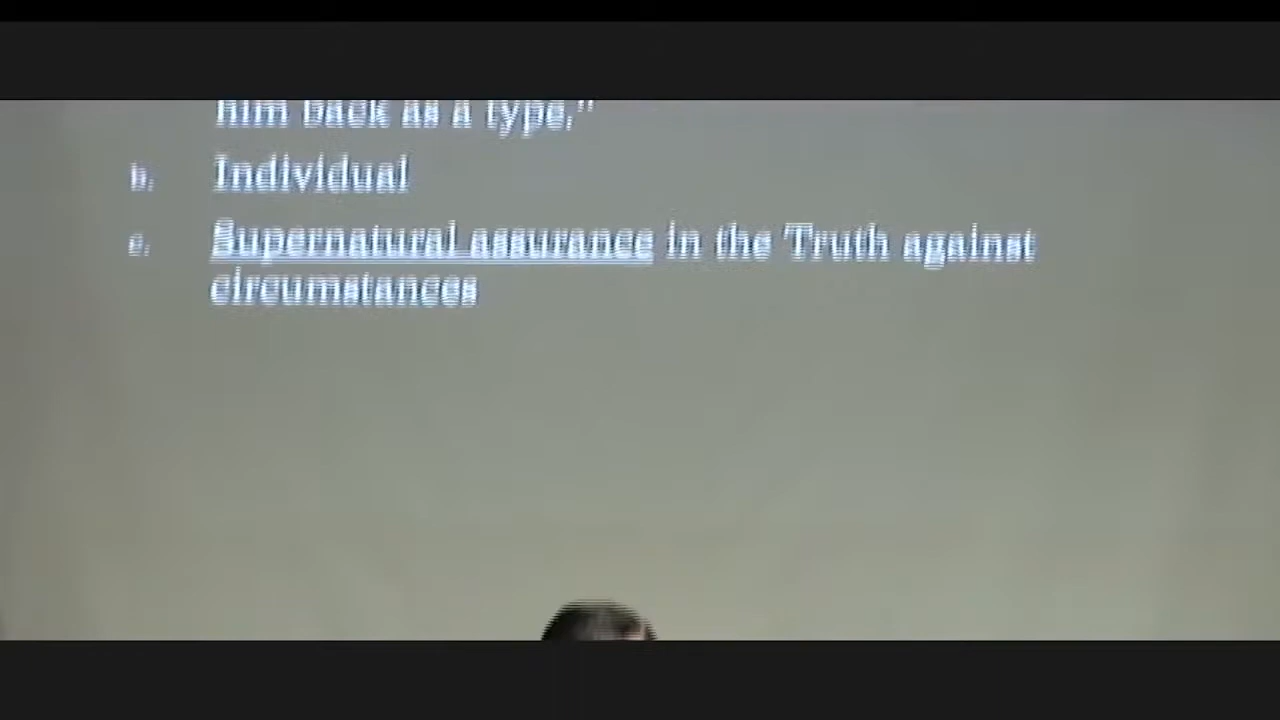 him back as a type,"
b. Individual
c. Supernatural assurance in the Truth against
circumstances